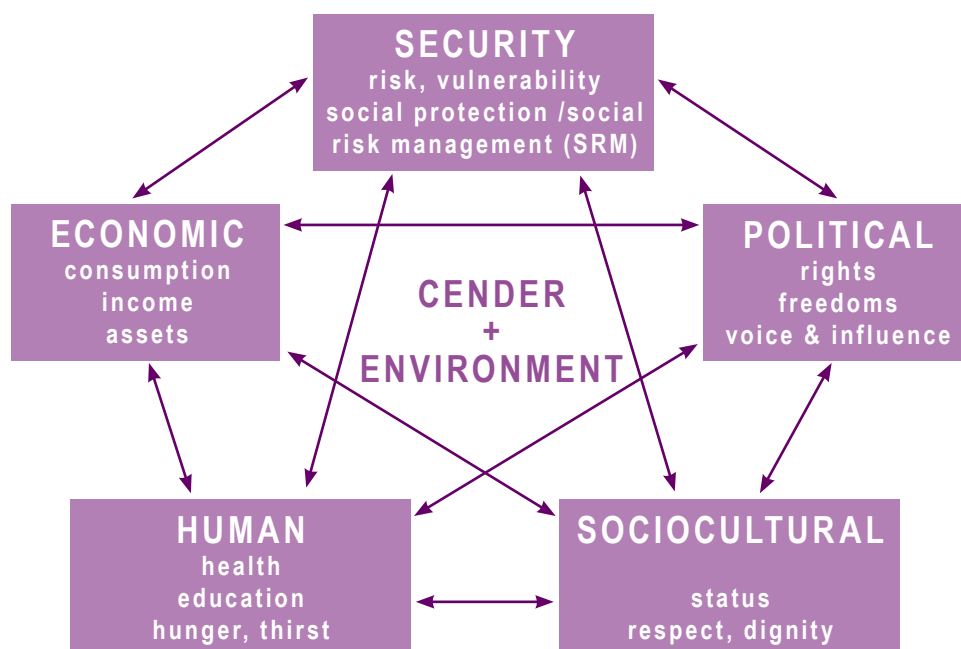 SECURITY
risk, vulnerability
social protection /social
risk management (SRM)
ECONOMIC
consumption
income
assets
POLITICAL
rights
freedoms
voice & influence
CENDER
+
ENVIRONMENT
HUMAN
health
education
hunger, thirst
SOCIOCULTURAL
status
respect, dignity